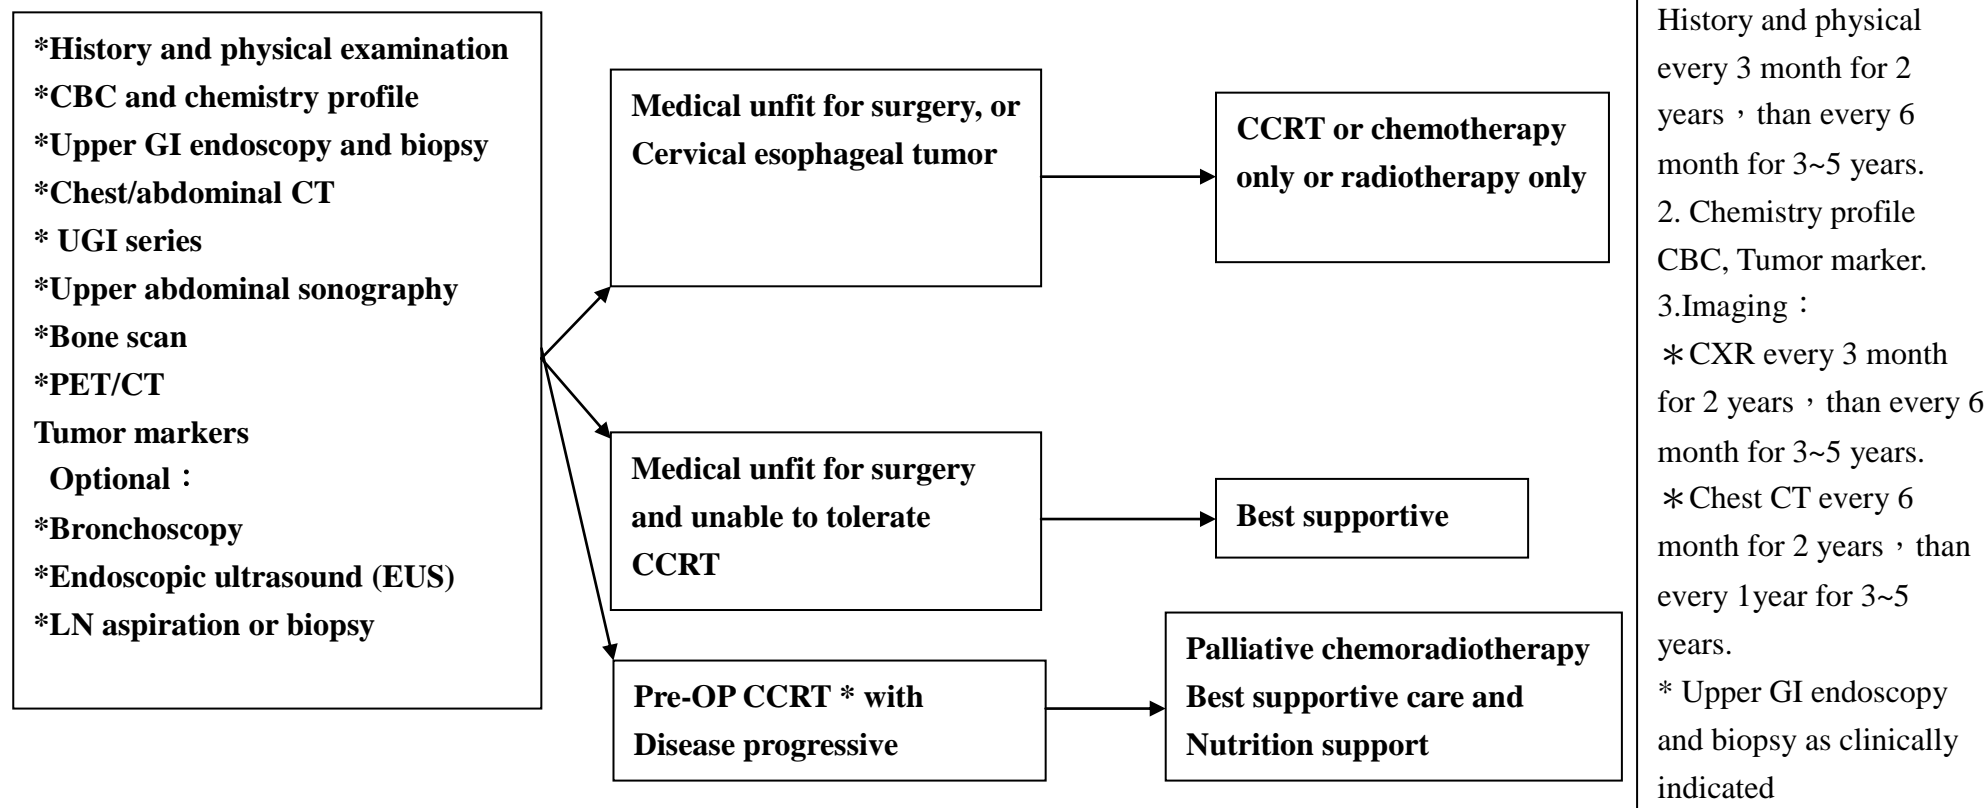 *History and physical examination
*CBC and chemistry profile
*Upper GI endoscopy and biopsy
*Chest/abdominal CT
* UGI series
*Upper abdominal sonography
*Bone scan
*PET/CT
Tumor markers
Optional：
*Bronchoscopy
*Endoscopic ultrasound (EUS)
*LN aspiration or biopsy
Medical unfit for surgery, or
Cervical esophageal tumor
CCRT or chemotherapy
only or radiotherapy only
Medical unfit for surgery
and unable to tolerate
CCRT
Best supportive
Pre-OP CCRT * with
Disease progressive
Palliative chemoradiotherapy
Best supportive care and
Nutrition support
History and physical
every 3 month for 2
years，than every 6
month for 3~5 years.
2. Chemistry profile
CBC, Tumor marker.
3.Imaging：
＊CXR every 3 month
for 2 years，than every 6
month for 3~5 years.
＊Chest CT every 6
month for 2 years，than
every 1year for 3~5
years.
* Upper GI endoscopy
and biopsy as clinically
indicated